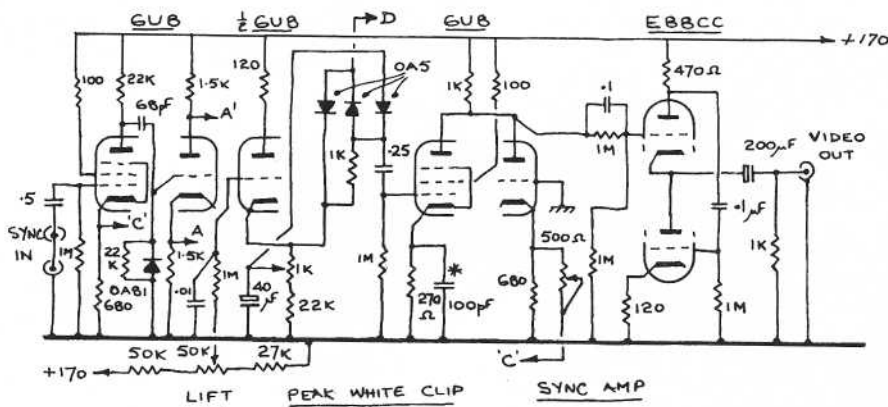 6U8
½ 6U8
6U8
E88CC
D
+170
100
22K
1.5K
120
OA5
1K
100
470Ω
68pF
A'
.1
200µF
VIDEO
OUT
1K
.25
1M
.5
'C'
SYNC
IN
1M
22
K
OA81
680
A
1.5K
.01
1M
40
µF
1K
22K
1M
270
Ω
*
100pF
680
500Ω
1M
.1µF
120
1M
1K
+170
50K
50K
27K
'C'
LIFT
PEAK WHITE CLIP
SYNC AMP